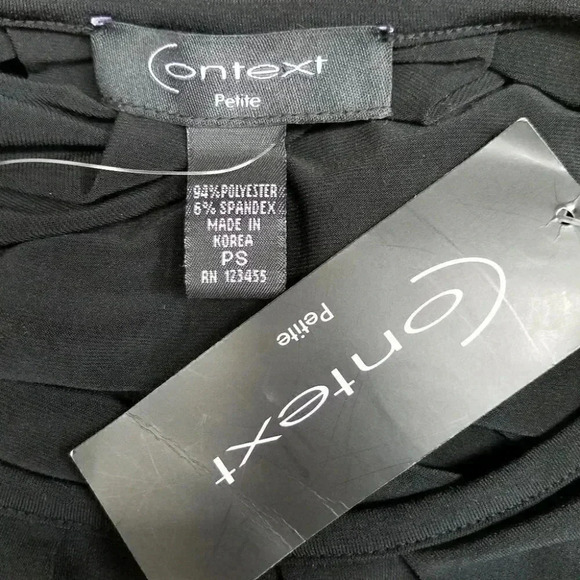 Context
Petite
94% POLYESTER
6% SPANDEX
MADE IN
KOREA
PS
RN 123455
Context
Petite